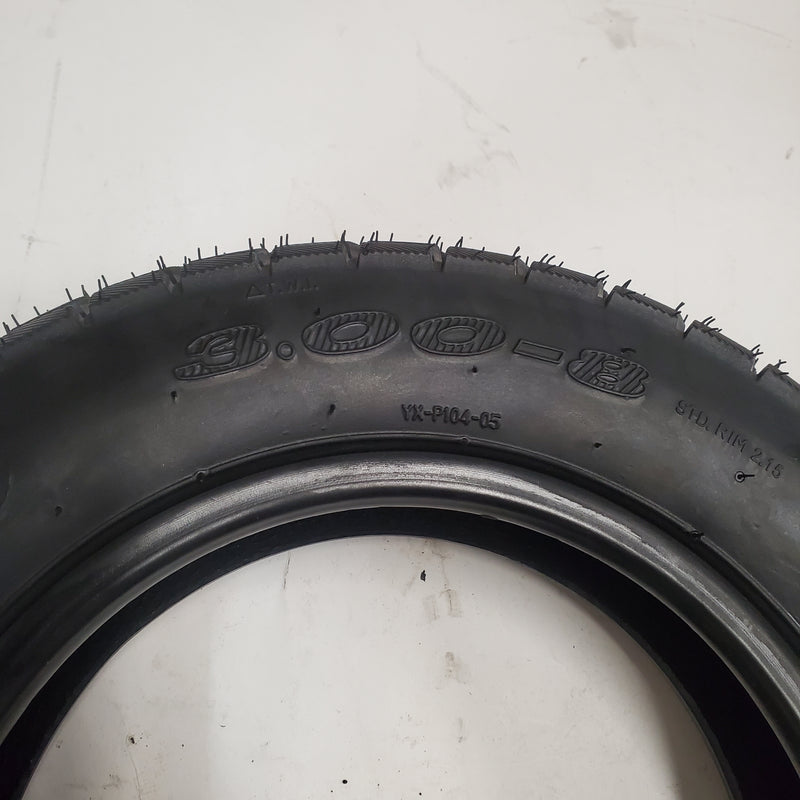 △T.W.I.
3.00-8
YX-P104-05
STD. RIM 2.15